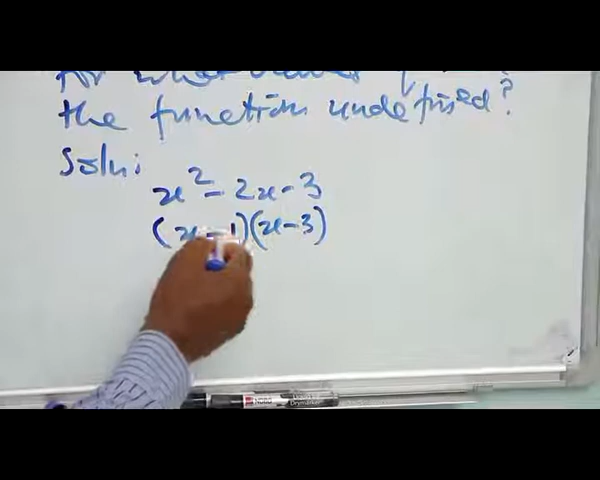 the function undefined?
Soln:
x² - 2x - 3
(x - 1)(x - 3)